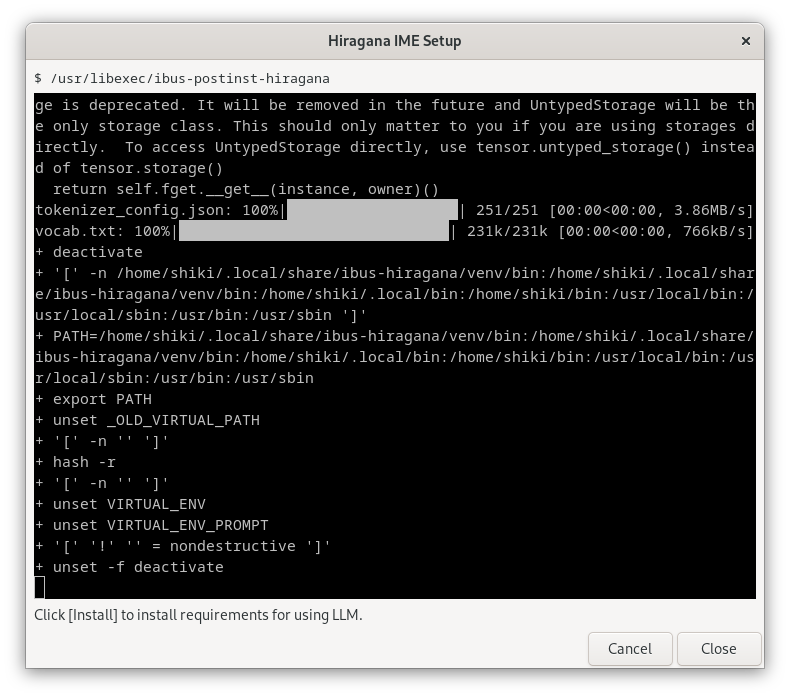 Hiragana IME Setup
$ /usr/libexec/ibus-postinst-hiragana
ge is deprecated. It will be removed in the future and UntypedStorage will be th
e only storage class. This should only matter to you if you are using storages d
irectly.  To access UntypedStorage directly, use tensor.untyped_storage() instea
d of tensor.storage()
  return self.fget.__get__(instance, owner)()
tokenizer_config.json: 100%| | 251/251 [00:00<00:00, 3.86MB/s]
vocab.txt: 100%| | 231k/231k [00:00<00:00, 766kB/s]
+ deactivate
+ '[' -n /home/shiki/.local/share/ibus-hiragana/venv/bin:/home/shiki/.local/shar
e/ibus-hiragana/venv/bin:/home/shiki/.local/bin:/home/shiki/bin:/usr/local/bin:/
usr/local/sbin:/usr/bin:/usr/sbin ']'
+ PATH=/home/shiki/.local/share/ibus-hiragana/venv/bin:/home/shiki/.local/share/
ibus-hiragana/venv/bin:/home/shiki/.local/bin:/home/shiki/bin:/usr/local/bin:/us
r/local/sbin:/usr/bin:/usr/sbin
+ export PATH
+ unset _OLD_VIRTUAL_PATH
+ '[' -n '' ']'
+ hash -r
+ '[' -n '' ']'
+ unset VIRTUAL_ENV
+ unset VIRTUAL_ENV_PROMPT
+ '[' '!' '' = nondestructive ']'
+ unset -f deactivate
Click [Install] to install requirements for using LLM.
Cancel
Close